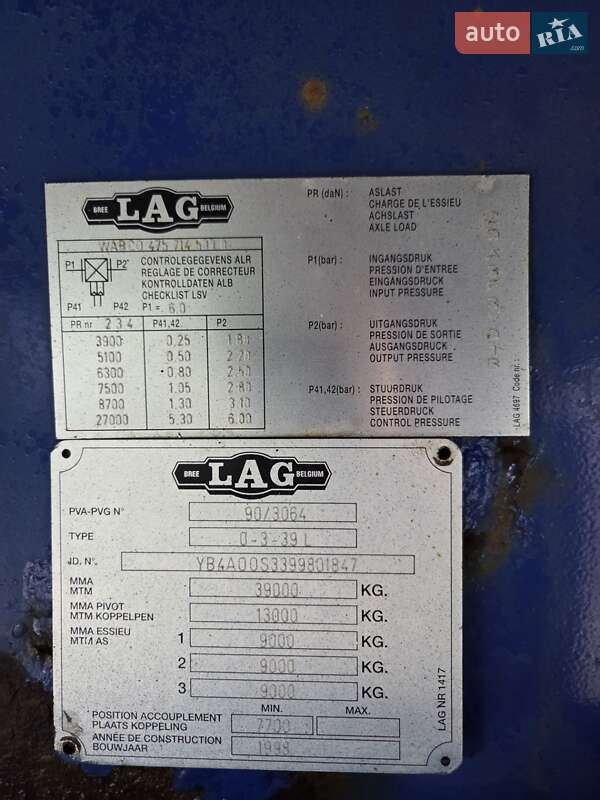 auto RIA.com
BREE LAG BELGIUM
WABCO 475 714 511 1
P1 P2
P41 P42
CONTROLEGEGEVENS ALR
REGLAGE DE CORRECTEUR
KONTROLLDATEN ALB
CHECKLIST LSV
P1 = 6.0
PR nr 2 3 4 P41,42 P2
3900 0.25 1.80
5100 0.50 2.20
6300 0.80 2.50
7500 1.05 2.80
8700 1.30 3.10
27000 5.30 6.00
PR (daN) : ASLAST
CHARGE DE L'ESSIEU
ACHSLAST
AXLE LOAD
P1(bar) : INGANGSDRUK
PRESSION D'ENTREE
EINGANGSDRUCK
INPUT PRESSURE
P2(bar) : UITGANGSDRUK
PRESSION DE SORTIE
AUSGANGSDRUCK
OUTPUT PRESSURE
P41,42(bar) : STUURDRUK
PRESSION DE PILOTAGE
STEUERDRUCK
CONTROL PRESSURE
LAG 4697 Code nr.
BREE LAG BELGIUM
PVA-PVG N° 90/3064
TYPE 0-3-39 L
JD. N°. YB4A00S3399801847
MMA
MTM 39000 KG.
MMA PIVOT
MTM KOPPELPEN 13000 KG.
MMA ESSIEU
MTM AS 1 9000 KG.
2 9000 KG.
3 9000 KG.
MIN. MAX.
POSITION ACCOUPLEMENT
PLAATS KOPPELING 7700
ANNÉE DE CONSTRUCTION
BOUWJAAR 1998
LAG NR 1417